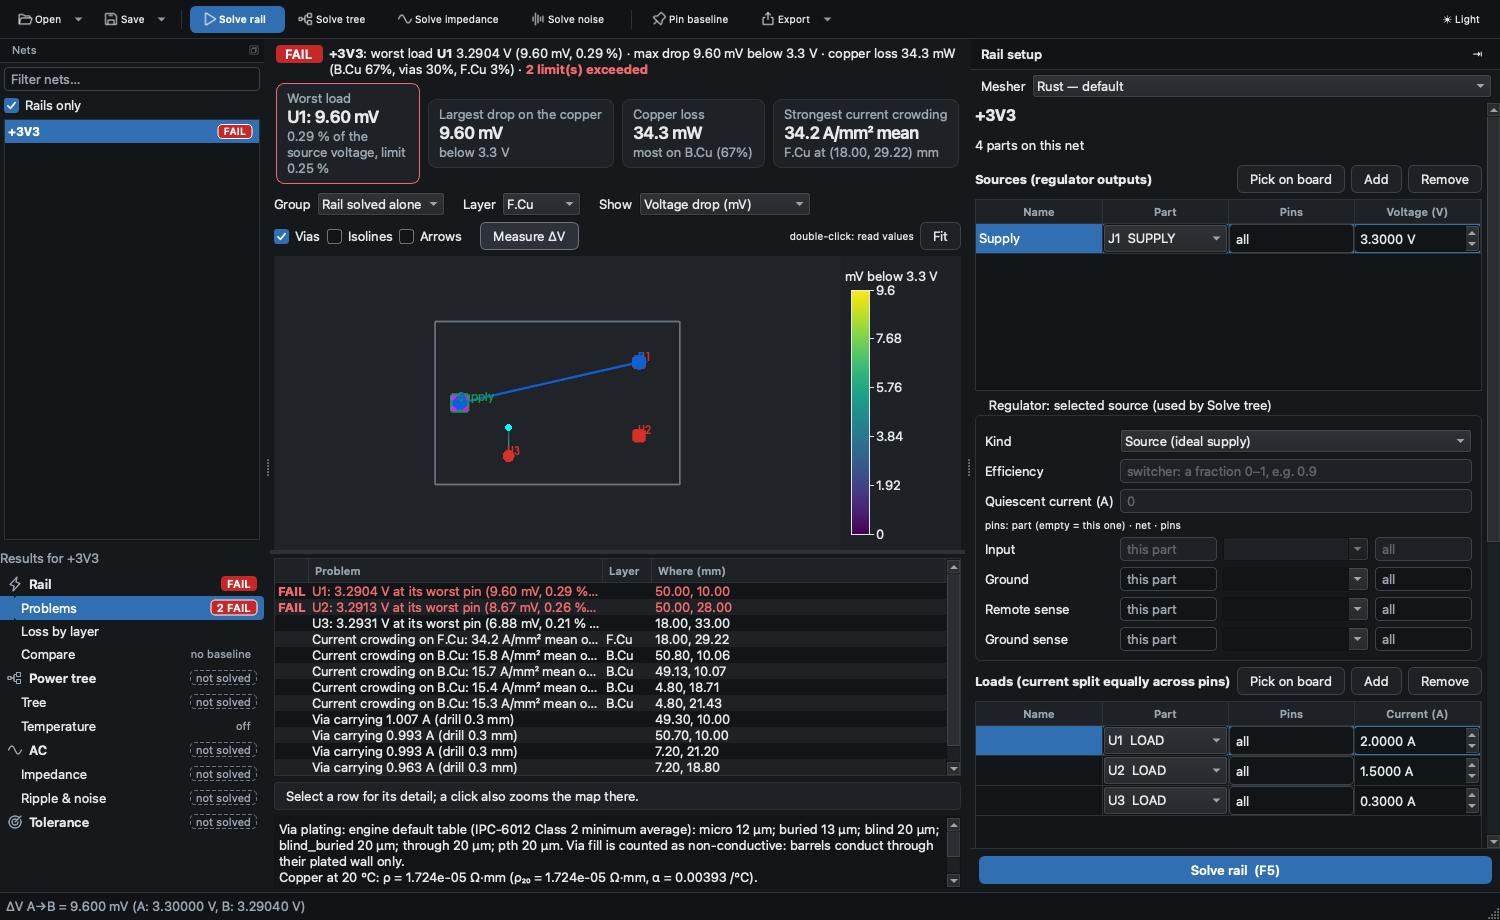 Open
Save
Solve rail
Solve tree
Solve impedance
Solve noise
Pin baseline
Export
Light
Nets
Filter nets...
Rails only
+3V3 FAIL
Results for +3V3
Rail FAIL
Problems 2 FAIL
Loss by layer
Compare no baseline
Power tree not solved
Tree not solved
Temperature off
AC not solved
Impedance not solved
Ripple & noise not solved
Tolerance not solved
FAIL +3V3: worst load U1 3.2904 V (9.60 mV, 0.29 %) · max drop 9.60 mV below 3.3 V · copper loss 34.3 mW
(B.Cu 67%, vias 30%, F.Cu 3%) · 2 limit(s) exceeded
Worst load
U1: 9.60 mV
0.29 % of the
source voltage, limit
0.25 %
Largest drop on the copper
9.60 mV
below 3.3 V
Copper loss
34.3 mW
most on B.Cu (67%)
Strongest current crowding
34.2 A/mm² mean
F.Cu at (18.00, 29.22) mm
Group Rail solved alone Layer F.Cu Show Voltage drop (mV)
Vias Isolines Arrows Measure ΔV double-click: read values Fit
mV below 3.3 V
9.6
7.68
5.76
3.84
1.92
0
Problem Layer Where (mm)
FAIL U1: 3.2904 V at its worst pin (9.60 mV, 0.29 %... 50.00, 10.00
FAIL U2: 3.2913 V at its worst pin (8.67 mV, 0.26 %... 50.00, 28.00
U3: 3.2931 V at its worst pin (6.88 mV, 0.21 % ... 18.00, 33.00
Current crowding on F.Cu: 34.2 A/mm² mean o... F.Cu 18.00, 29.22
Current crowding on B.Cu: 15.8 A/mm² mean o... B.Cu 50.80, 10.06
Current crowding on B.Cu: 15.7 A/mm² mean o... B.Cu 49.13, 10.07
Current crowding on B.Cu: 15.4 A/mm² mean o... B.Cu 4.80, 18.71
Current crowding on B.Cu: 15.3 A/mm² mean o... B.Cu 4.80, 21.43
Via carrying 1.007 A (drill 0.3 mm) 49.30, 10.00
Via carrying 0.993 A (drill 0.3 mm) 50.70, 10.00
Via carrying 0.993 A (drill 0.3 mm) 7.20, 21.20
Via carrying 0.963 A (drill 0.3 mm) 7.20, 18.80
Select a row for its detail; a click also zooms the map there.
Via plating: engine default table (IPC-6012 Class 2 minimum average): micro 12 µm; buried 13 µm; blind 20 µm;
blind_buried 20 µm; through 20 µm; pth 20 µm. Via fill is counted as non-conductive: barrels conduct through
their plated wall only.
Copper at 20 °C: ρ = 1.724e-05 Ω·mm (ρ₂₀ = 1.724e-05 Ω·mm, α = 0.00393 /°C).
Rail setup
Mesher Rust — default
+3V3
4 parts on this net
Sources (regulator outputs) Pick on board Add Remove
Name Part Pins Voltage (V)
Supply J1 SUPPLY all 3.3000 V
Regulator: selected source (used by Solve tree)
Kind Source (ideal supply)
Efficiency switcher: a fraction 0–1, e.g. 0.9
Quiescent current (A) 0
pins: part (empty = this one) · net · pins
Input this part all
Ground this part all
Remote sense this part all
Ground sense this part all
Loads (current split equally across pins) Pick on board Add Remove
Name Part Pins Current (A)
U1 LOAD all 2.0000 A
U2 LOAD all 1.5000 A
U3 LOAD all 0.3000 A
Solve rail (F5)
ΔV A→B = 9.600 mV (A: 3.30000 V, B: 3.29040 V)